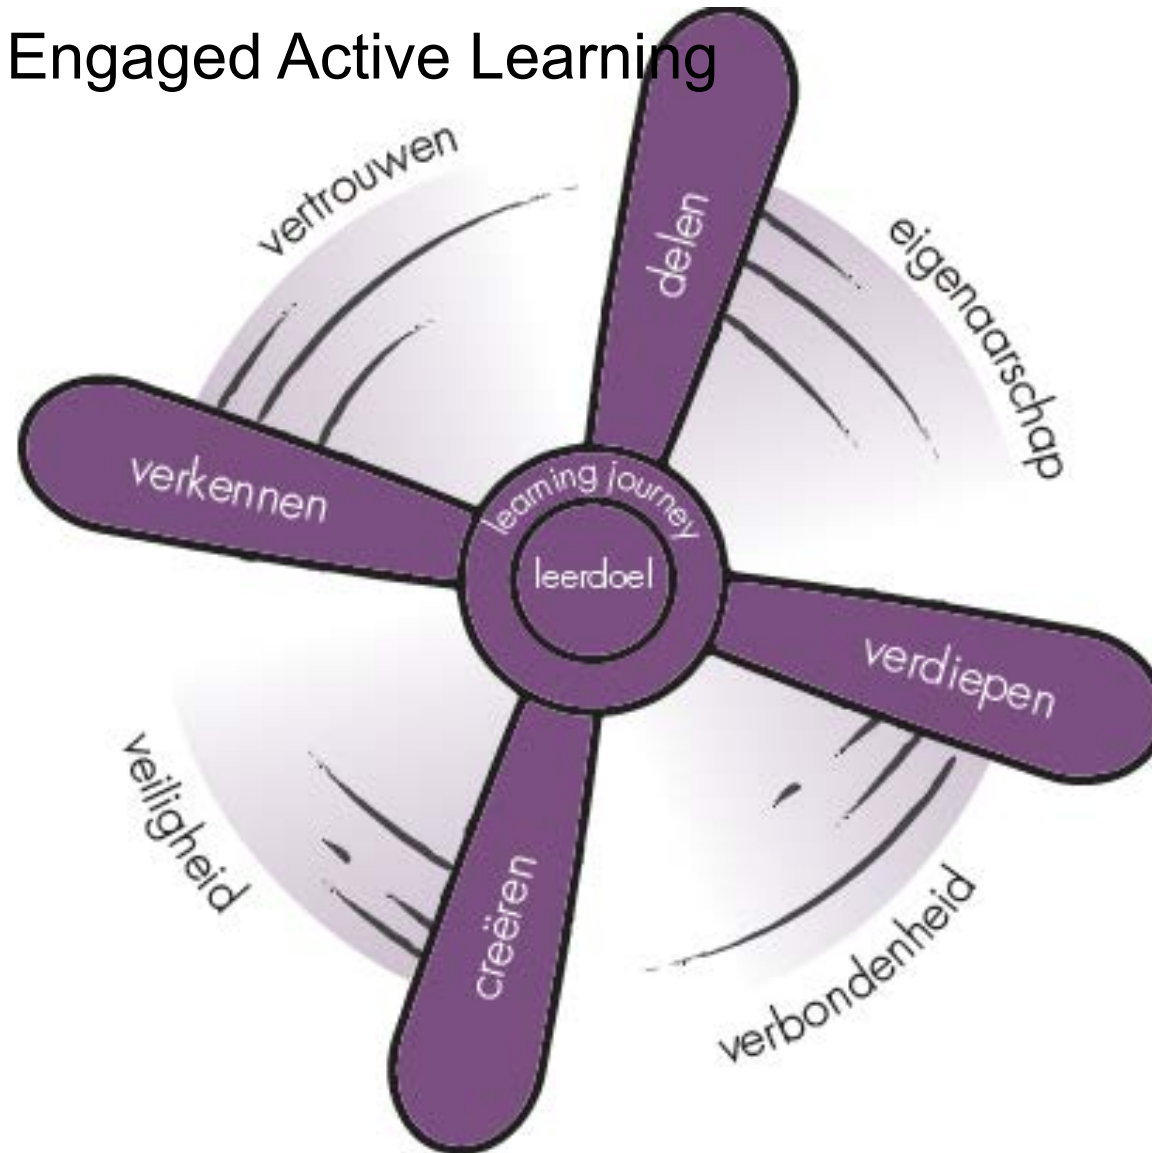 Engaged Active Learning
vertrouwen
delen
eigenaarschap
verkennen
learning journey
leerdoel
verdiepen
veiligheid
creëren
verbondenheid